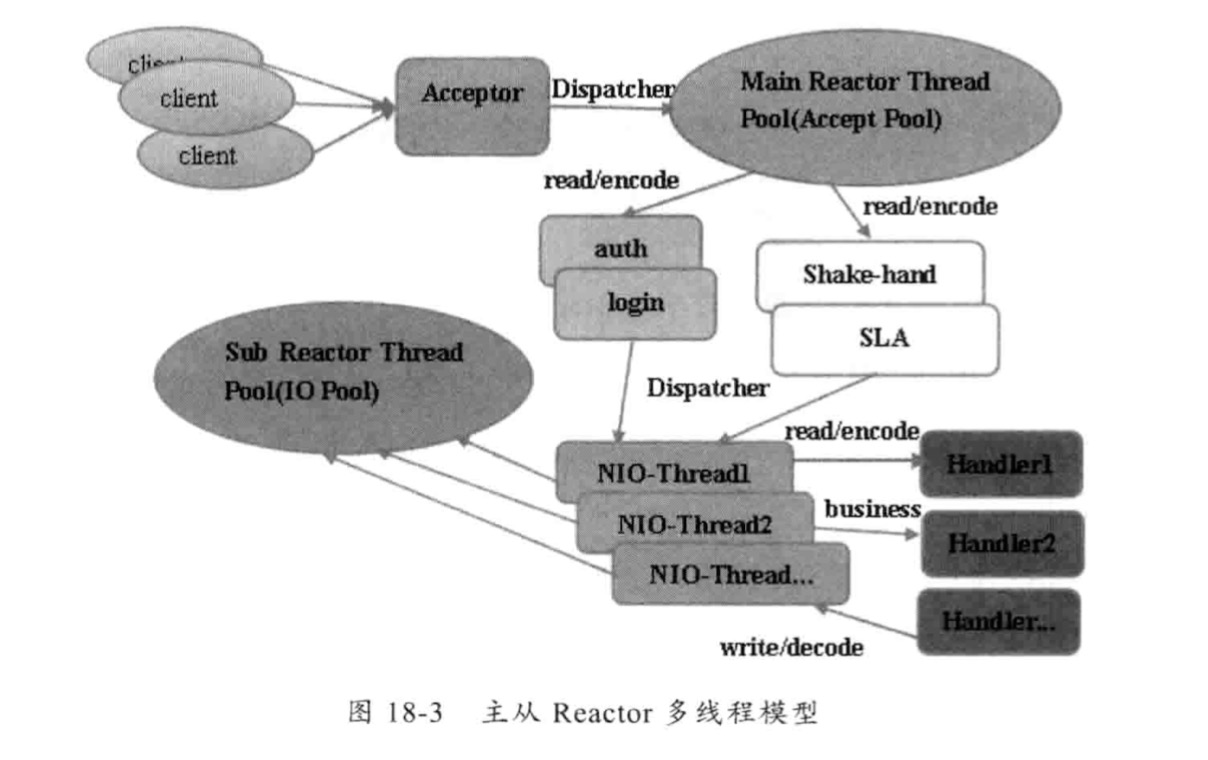 client
client
client
Acceptor
Dispatcher
Main Reactor Thread
Pool(Accept Pool)
read/encode
read/encode
auth
login
Shake-hand
SLA
Sub Reactor Thread
Pool(IO Pool)
Dispatcher
read/encode
NIO-Thread1
Handler1
business
NIO-Thread2
Handler2
NIO-Thread...
Handler...
write/decode
图 18-3 主从 Reactor 多线程模型